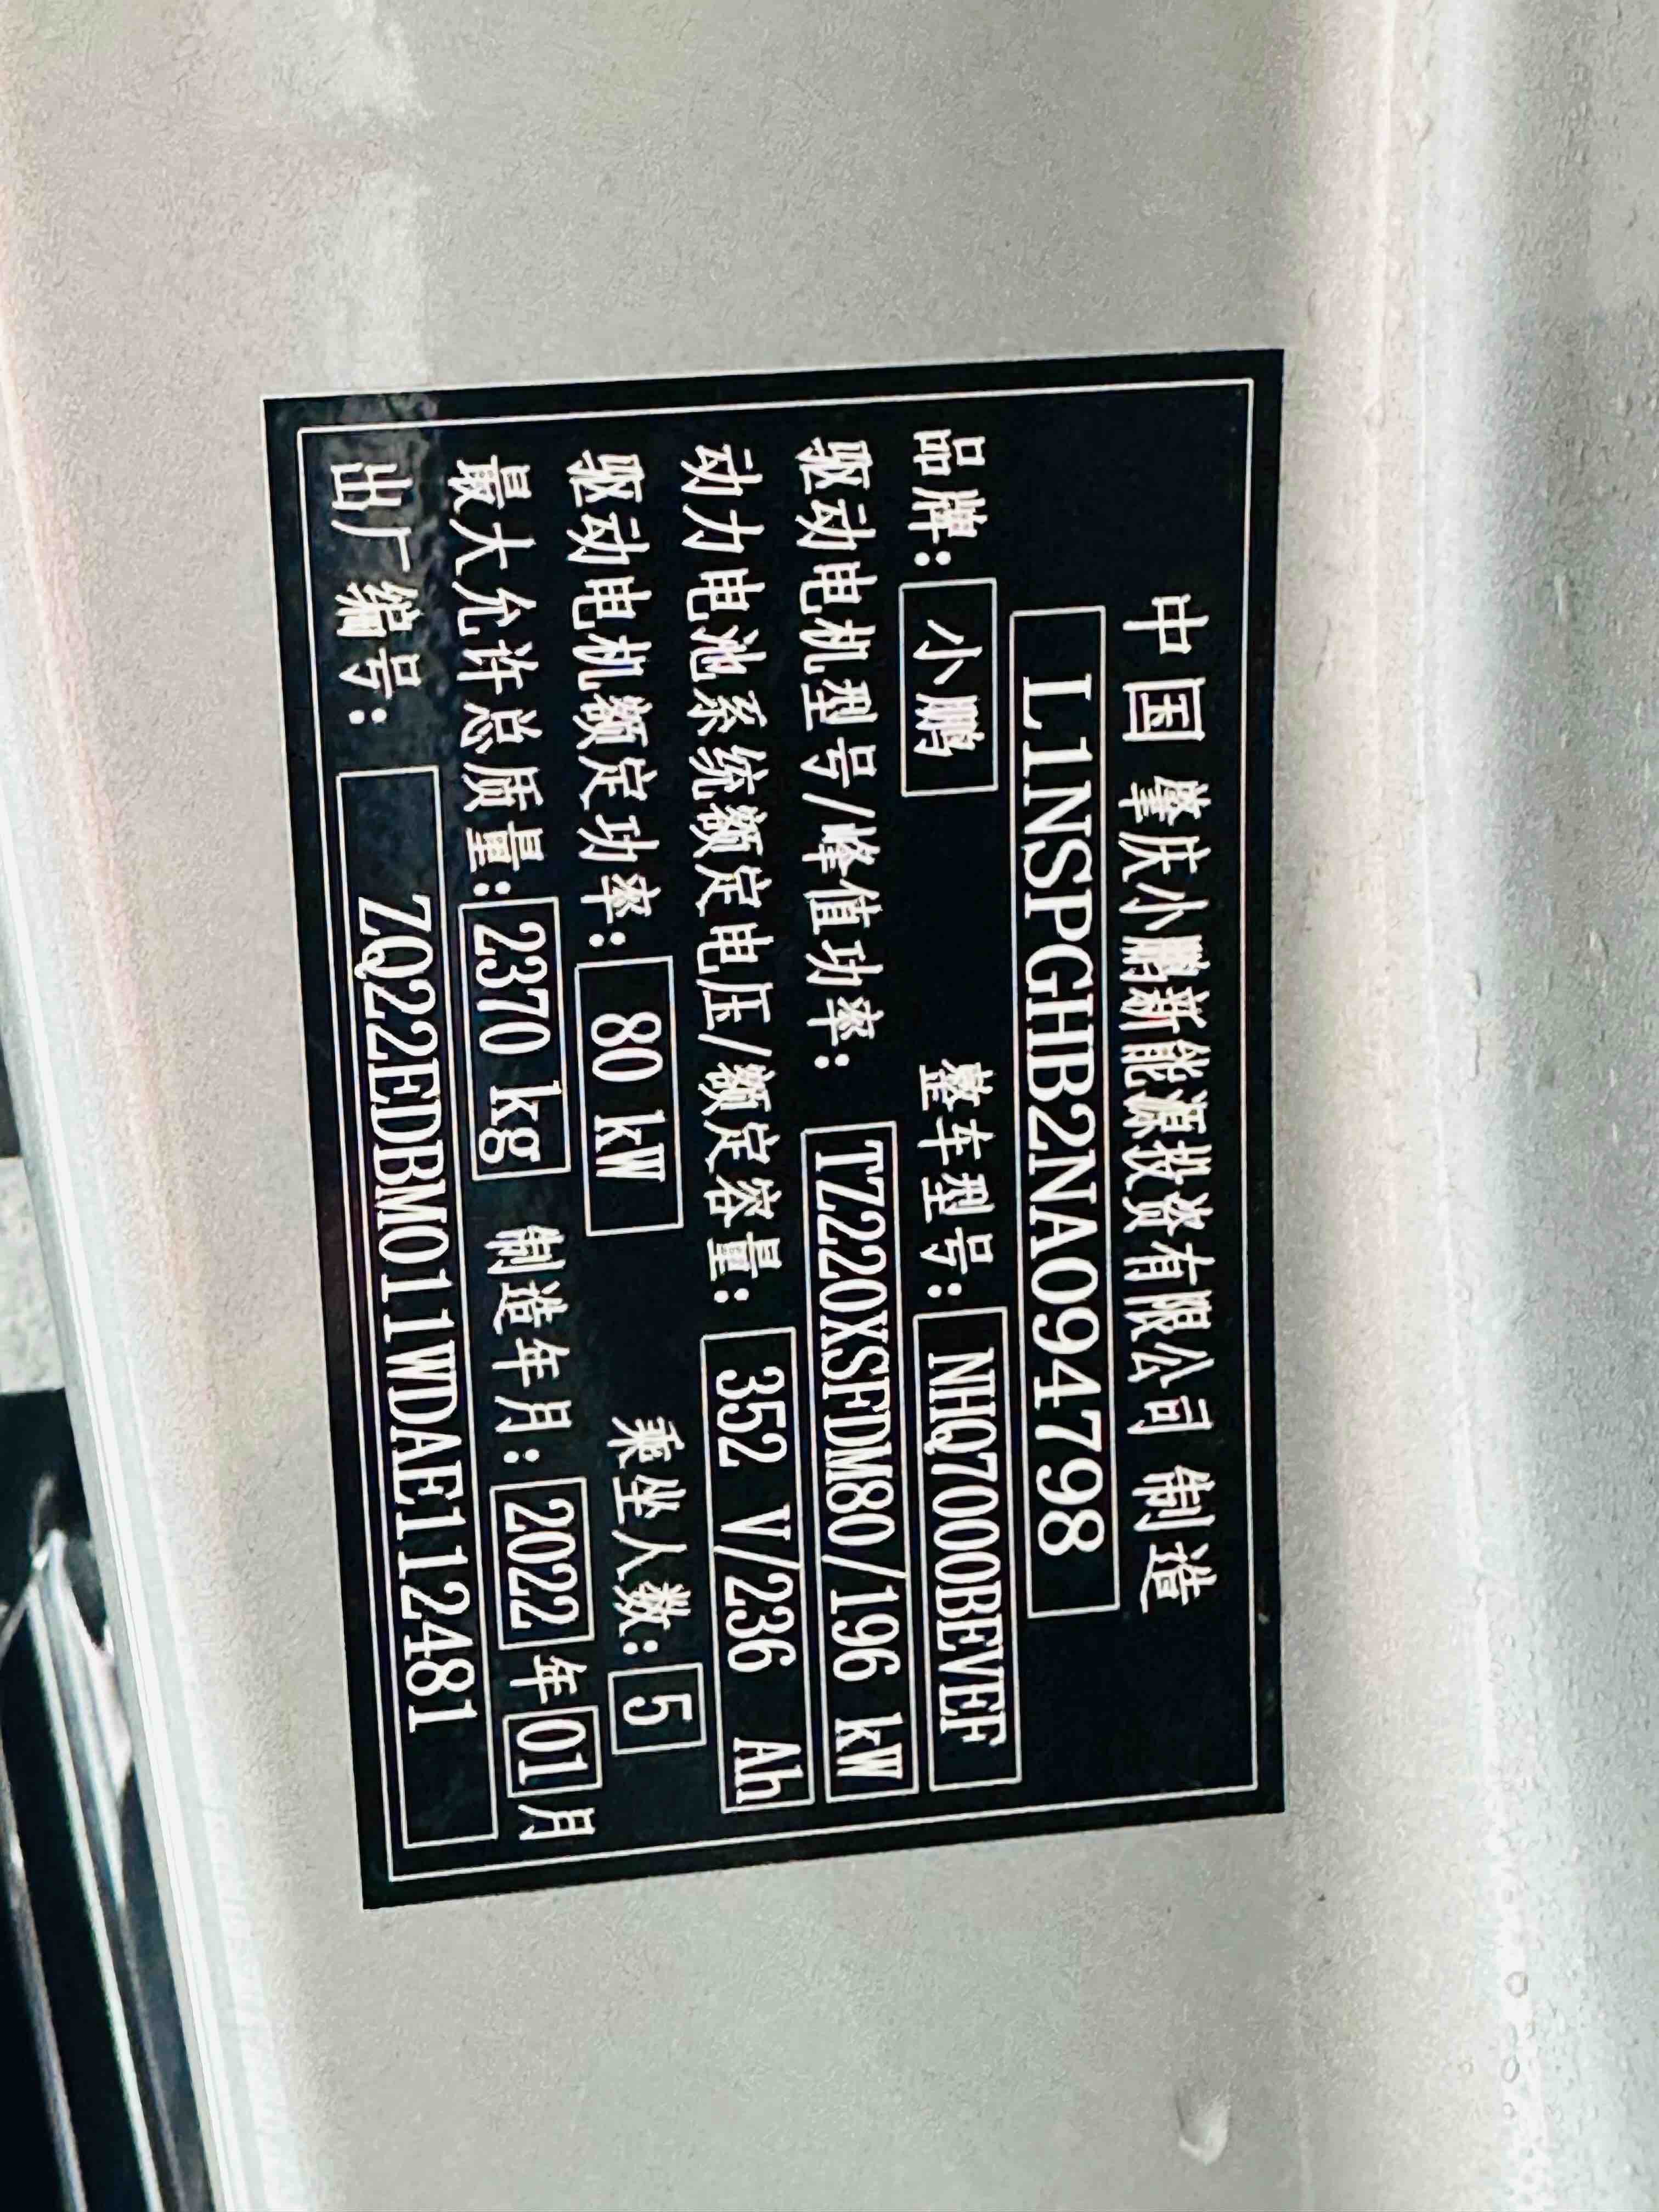 中国 肇庆小鹏新能源投资有限公司 制造
L1NSPGHB2NA094798
品牌: 小鹏 整车型号: NHQ7000BEVEF
驱动电机型号/峰值功率: TZ220XSFDM80/196 kW
动力电池系统额定电压/额定容量: 352 V/236 Ah
驱动电机额定功率: 80 kW 乘坐人数: 5
最大允许总质量: 2370 kg 制造年月: 2022 年 01 月
出厂编号: ZQ22EDBM011WDAE112481